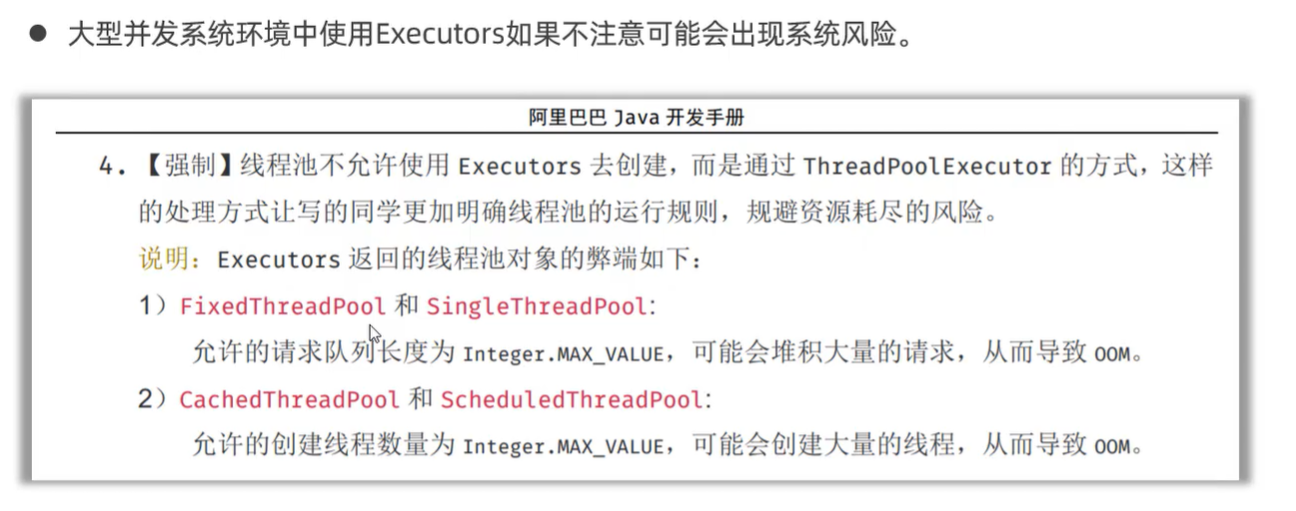 ● 大型并发系统环境中使用Executors如果不注意可能会出现系统风险。
阿里巴巴 Java 开发手册
4.【强制】线程池不允许使用 Executors 去创建，而是通过 ThreadPoolExecutor 的方式，这样
的处理方式让写的同学更加明确线程池的运行规则，规避资源耗尽的风险。
说明：Executors 返回的线程池对象的弊端如下：
1）FixedThreadPool 和 SingleThreadPool:
允许的请求队列长度为 Integer.MAX_VALUE，可能会堆积大量的请求，从而导致 OOM。
2）CachedThreadPool 和 ScheduledThreadPool:
允许的创建线程数量为 Integer.MAX_VALUE，可能会创建大量的线程，从而导致 OOM。